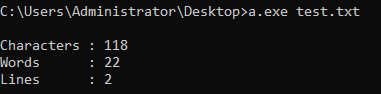 C:\Users\Administrator\Desktop>a.exe test.txt
Characters : 118
Words      : 22
Lines      : 2